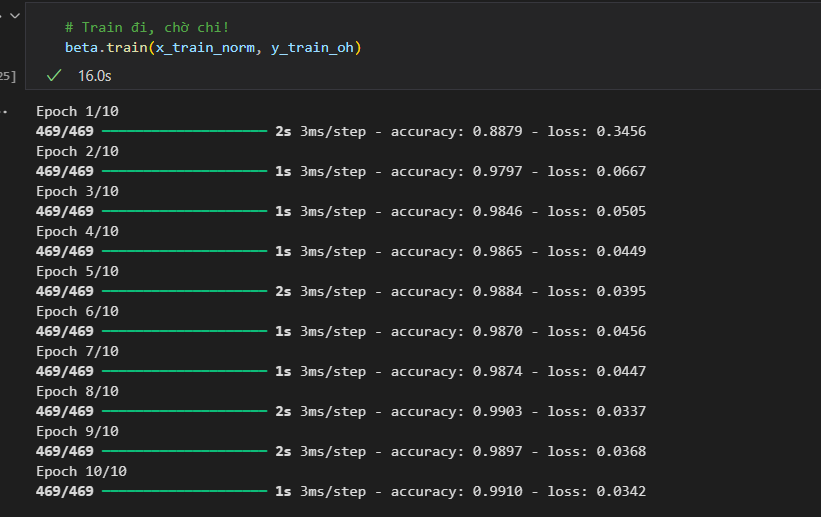 # Train đi, chờ chi!
beta.train(x_train_norm, y_train_oh)
25]
16.0s
Epoch 1/10
469/469 2s 3ms/step - accuracy: 0.8879 - loss: 0.3456
Epoch 2/10
469/469 1s 3ms/step - accuracy: 0.9797 - loss: 0.0667
Epoch 3/10
469/469 1s 3ms/step - accuracy: 0.9846 - loss: 0.0505
Epoch 4/10
469/469 1s 3ms/step - accuracy: 0.9865 - loss: 0.0449
Epoch 5/10
469/469 2s 3ms/step - accuracy: 0.9884 - loss: 0.0395
Epoch 6/10
469/469 1s 3ms/step - accuracy: 0.9870 - loss: 0.0456
Epoch 7/10
469/469 1s 3ms/step - accuracy: 0.9874 - loss: 0.0447
Epoch 8/10
469/469 2s 3ms/step - accuracy: 0.9903 - loss: 0.0337
Epoch 9/10
469/469 2s 3ms/step - accuracy: 0.9897 - loss: 0.0368
Epoch 10/10
469/469 1s 3ms/step - accuracy: 0.9910 - loss: 0.0342